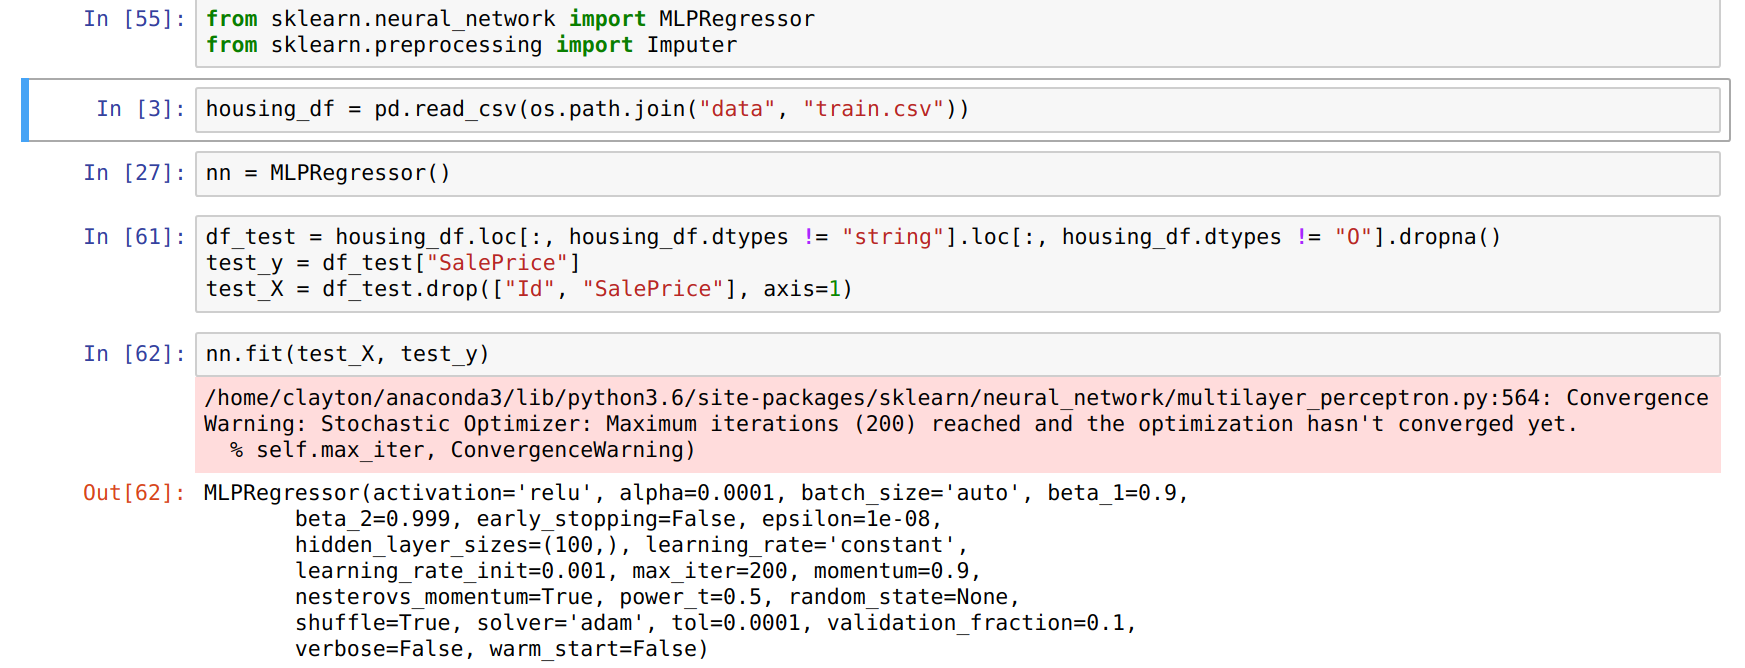 In [55]: from sklearn.neural_network import MLPRegressor
from sklearn.preprocessing import Imputer
In [3]: housing_df = pd.read_csv(os.path.join("data", "train.csv"))
In [27]: nn = MLPRegressor()
In [61]: df_test = housing_df.loc[:, housing_df.dtypes != "string"].loc[:, housing_df.dtypes != "O"].dropna()
test_y = df_test["SalePrice"]
test_X = df_test.drop(["Id", "SalePrice"], axis=1)
In [62]: nn.fit(test_X, test_y)
/home/clayton/anaconda3/lib/python3.6/site-packages/sklearn/neural_network/multilayer_perceptron.py:564: Convergence
Warning: Stochastic Optimizer: Maximum iterations (200) reached and the optimization hasn't converged yet.
  % self.max_iter, ConvergenceWarning)
Out[62]: MLPRegressor(activation='relu', alpha=0.0001, batch_size='auto', beta_1=0.9,
       beta_2=0.999, early_stopping=False, epsilon=1e-08,
       hidden_layer_sizes=(100,), learning_rate='constant',
       learning_rate_init=0.001, max_iter=200, momentum=0.9,
       nesterovs_momentum=True, power_t=0.5, random_state=None,
       shuffle=True, solver='adam', tol=0.0001, validation_fraction=0.1,
       verbose=False, warm_start=False)